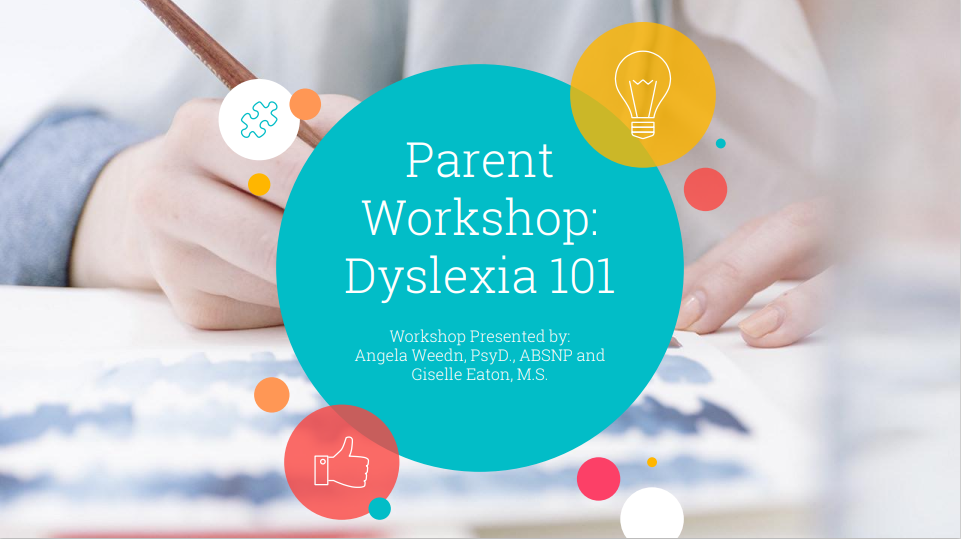 Parent
Workshop:
Dyslexia 101
Workshop Presented by:
Angela Weedn, PsyD., ABSNP and
Giselle Eaton, M.S.